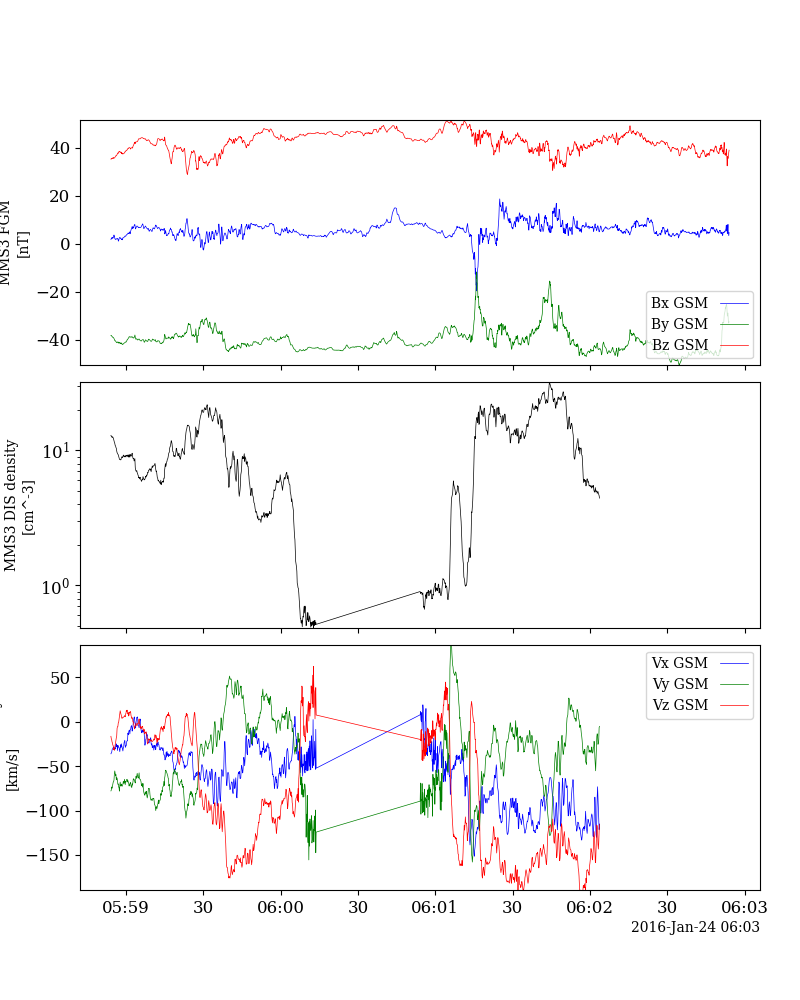 40
20
0
−20
−40
MMS3 FGM
[nT]
Bx GSM
By GSM
Bz GSM
10^1
10^0
MMS3 DIS density
[cm^-3]
50
0
−50
−100
−150
[km/s]
Vx GSM
Vy GSM
Vz GSM
05:59 30 06:00 30 06:01 30 06:02 30 06:03
2016-Jan-24 06:03